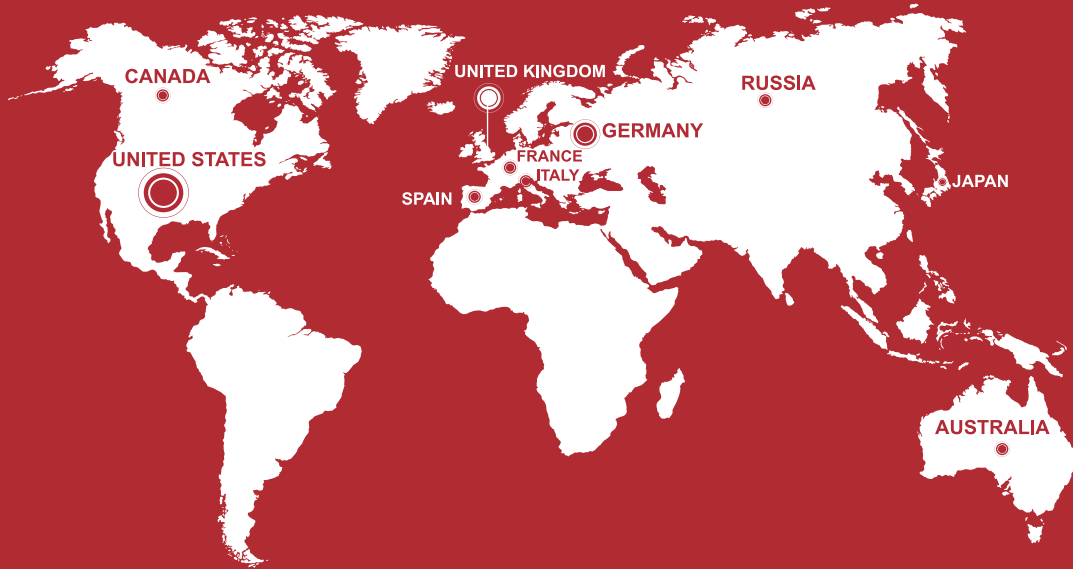 UNITED KINGDOM
CANADA
RUSSIA
GERMANY
UNITED STATES
FRANCE
ITALY
JAPAN
SPAIN
AUSTRALIA